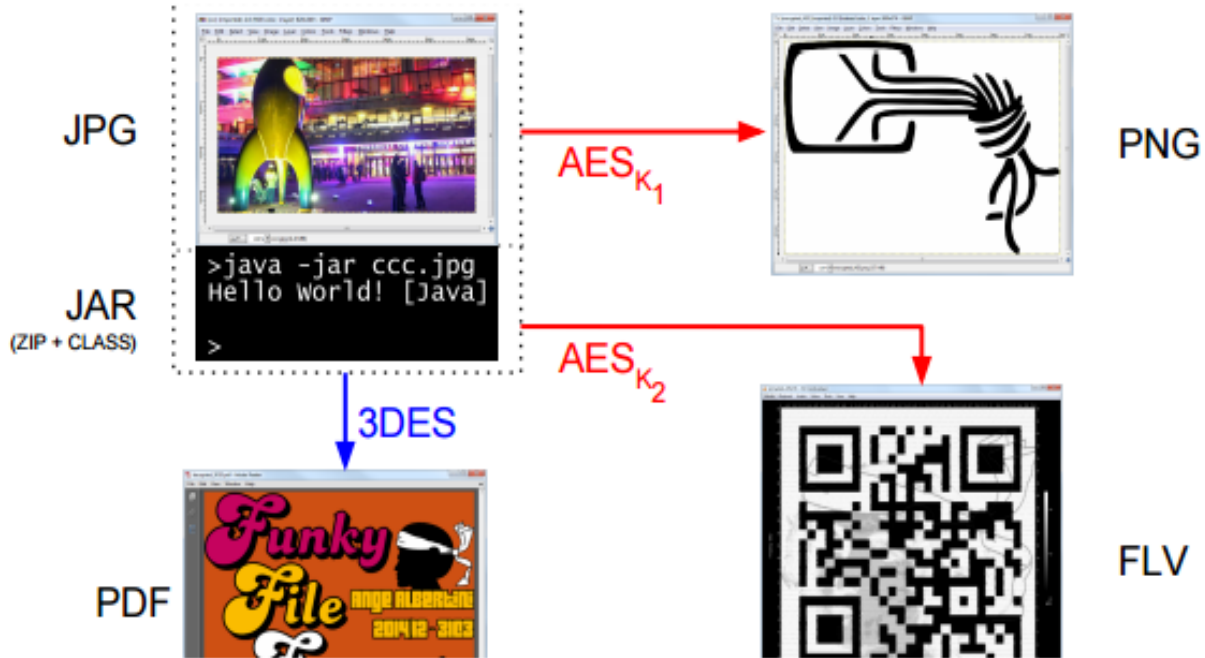 JPG
AES K1
PNG
>java -jar ccc.jpg
Hello World! [Java]
>
JAR
(ZIP + CLASS)
AES K2
3DES
Funky
File
ANGE ALBERTINI
2014|12-31C3
PDF
FLV